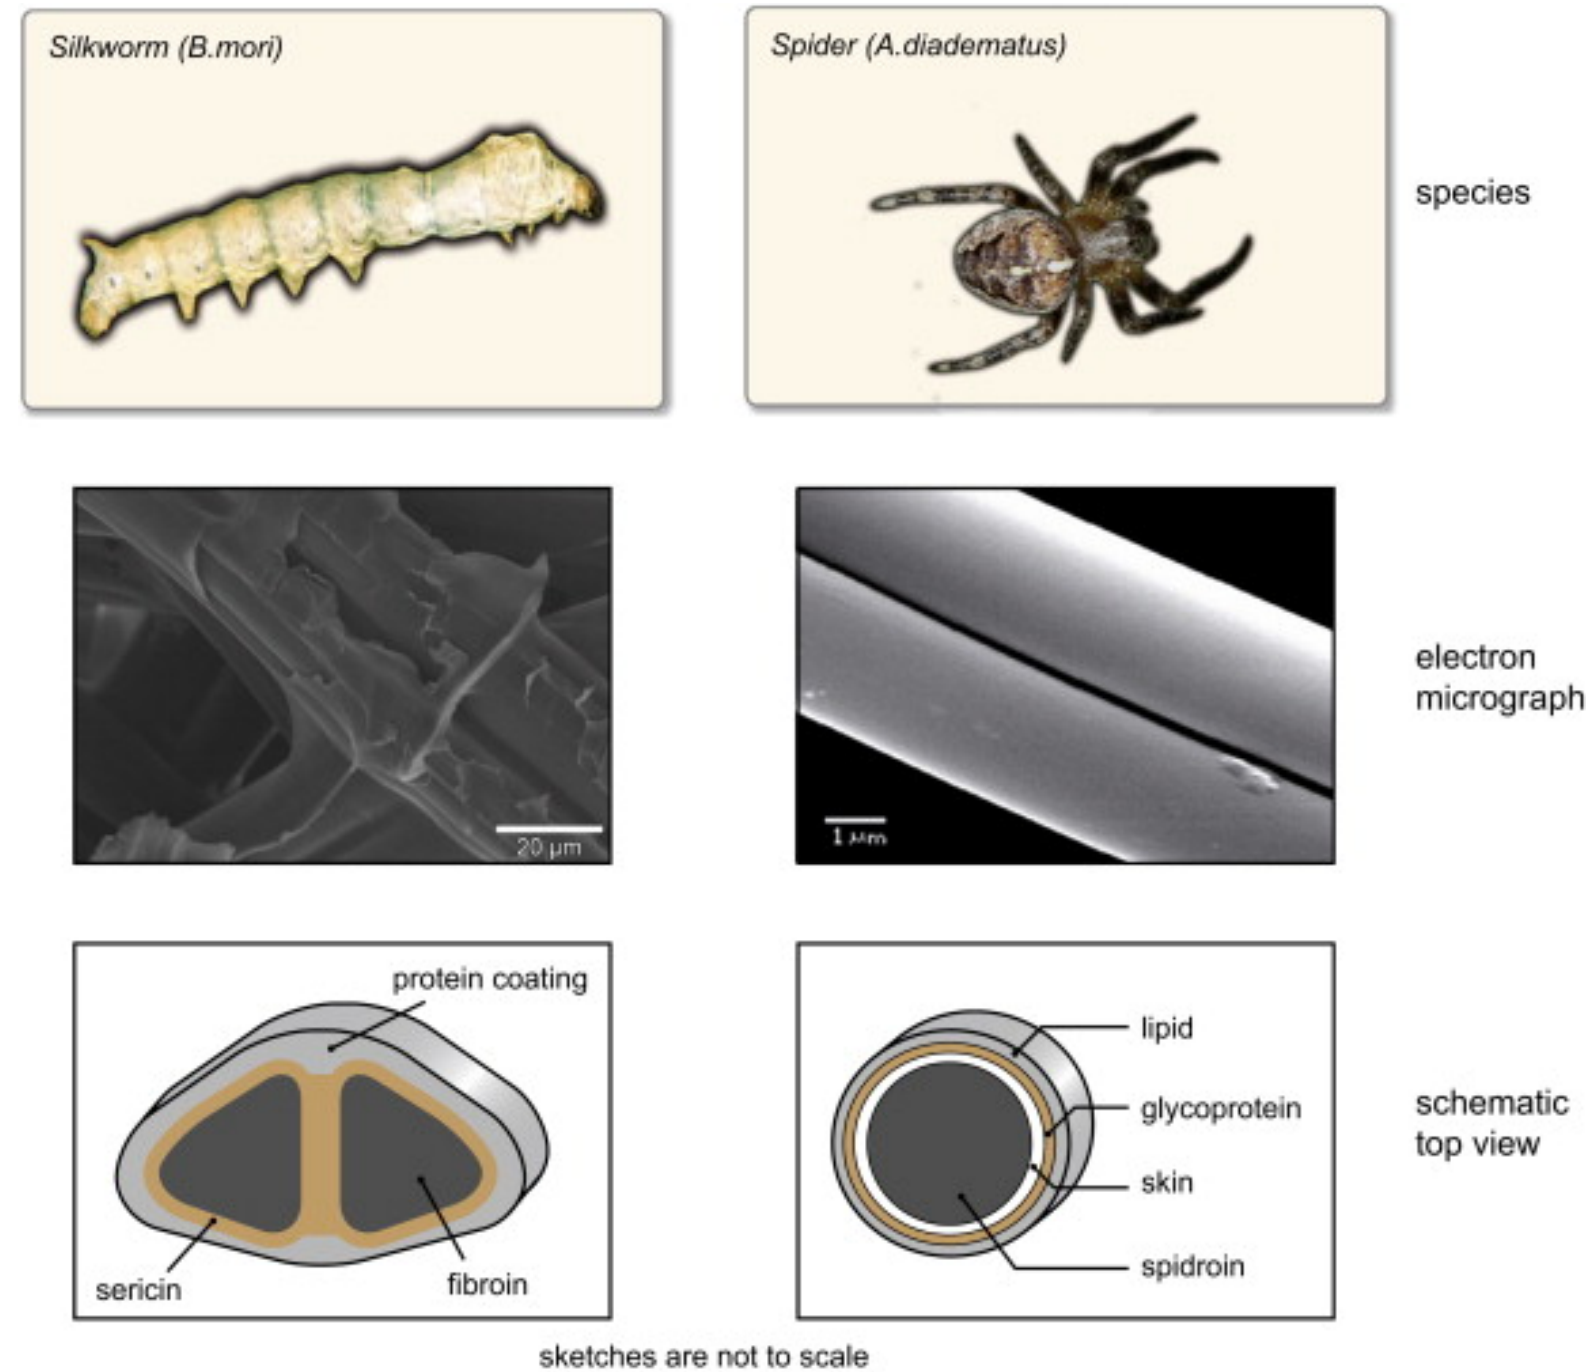 Silkworm (B.mori)
Spider (A.diadematus)
species
electron
micrograph
20 µm
1 µm
protein coating
sericin
fibroin
lipid
glycoprotein
skin
spidroin
schematic
top view
sketches are not to scale